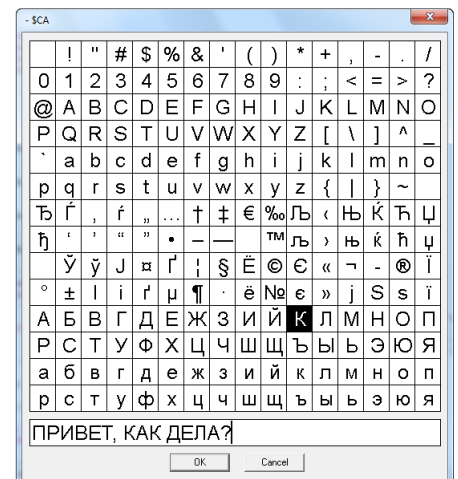 - $CA
! " # $ % & ' ( ) * + , - . /
0 1 2 3 4 5 6 7 8 9 : ; < = > ?
@ A B C D E F G H I J K L M N O
P Q R S T U V W X Y Z [ \ ] ^ _
` a b c d e f g h i j k l m n o
p q r s t u v w x y z { | } ~
Ђ Ѓ ‚ ѓ „ … † ‡ € ‰ Љ ‹ Њ Ќ Ћ Џ
ђ ‘ ’ “ ” • – — ™ љ › њ ќ ћ џ
Ў ў Ј ¤ Ґ ¦ § Ё © Є « ¬ - ® Ї
° ± І і ґ µ ¶ · ё № є » ј Ѕ ѕ ї
А Б В Г Д Е Ж З И Й К Л М Н О П
Р С Т У Ф Х Ц Ч Ш Щ Ъ Ы Ь Э Ю Я
а б в г д е ж з и й к л м н о п
р с т у ф х ц ч ш щ ъ ы ь э ю я
ПРИВЕТ, КАК ДЕЛА?
OK Cancel